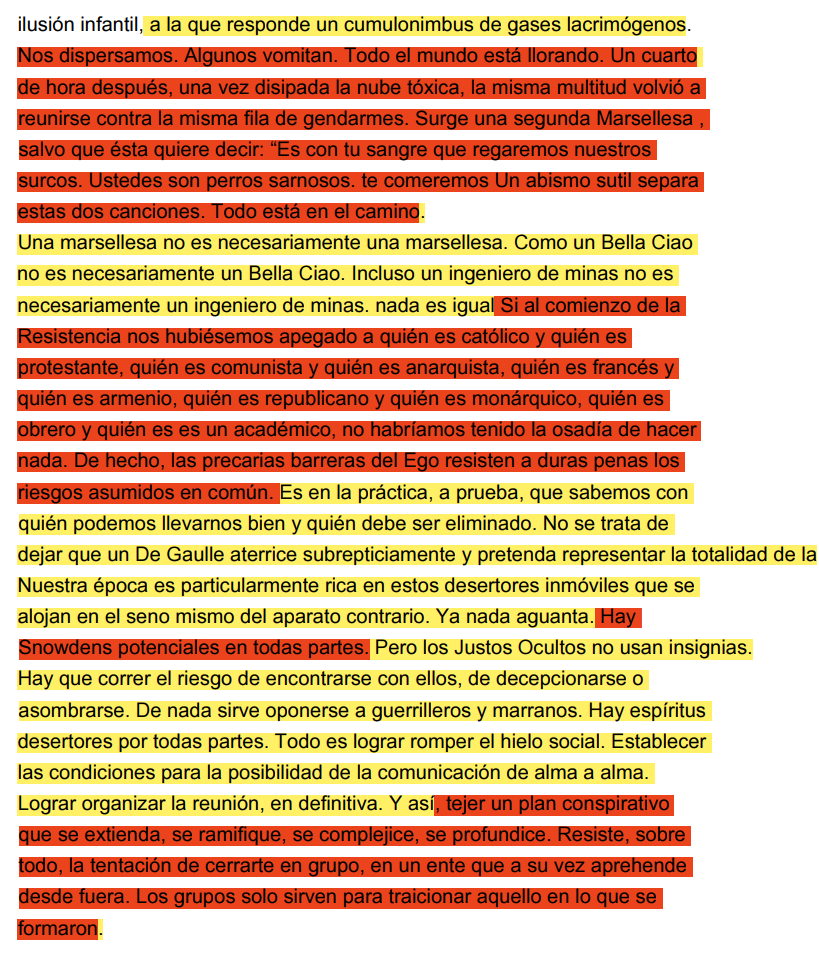 ilusión infantil, a la que responde un cumulonimbus de gases lacrimógenos.
Nos dispersamos. Algunos vomitan. Todo el mundo está llorando. Un cuarto
de hora después, una vez disipada la nube tóxica, la misma multitud volvió a
reunirse contra la misma fila de gendarmes. Surge una segunda Marsellesa ,
salvo que ésta quiere decir: “Es con tu sangre que regaremos nuestros
surcos. Ustedes son perros sarnosos. te comeremos Un abismo sutil separa
estas dos canciones. Todo está en el camino.
Una marsellesa no es necesariamente una marsellesa. Como un Bella Ciao
no es necesariamente un Bella Ciao. Incluso un ingeniero de minas no es
necesariamente un ingeniero de minas. nada es igual Si al comienzo de la
Resistencia nos hubiésemos apegado a quién es católico y quién es
protestante, quién es comunista y quién es anarquista, quién es francés y
quién es armenio, quién es republicano y quién es monárquico, quién es
obrero y quién es es un académico, no habríamos tenido la osadía de hacer
nada. De hecho, las precarias barreras del Ego resisten a duras penas los
riesgos asumidos en común. Es en la práctica, a prueba, que sabemos con
quién podemos llevarnos bien y quién debe ser eliminado. No se trata de
dejar que un De Gaulle aterrice subrepticiamente y pretenda representar la totalidad de la
Nuestra época es particularmente rica en estos desertores inmóviles que se
alojan en el seno mismo del aparato contrario. Ya nada aguanta. Hay
Snowdens potenciales en todas partes. Pero los Justos Ocultos no usan insignias.
Hay que correr el riesgo de encontrarse con ellos, de decepcionarse o
asombrarse. De nada sirve oponerse a guerrilleros y marranos. Hay espíritus
desertores por todas partes. Todo es lograr romper el hielo social. Establecer
las condiciones para la posibilidad de la comunicación de alma a alma.
Lograr organizar la reunión, en definitiva. Y así, tejer un plan conspirativo
que se extienda, se ramifique, se complejice, se profundice. Resiste, sobre
todo, la tentación de cerrarte en grupo, en un ente que a su vez aprehende
desde fuera. Los grupos solo sirven para traicionar aquello en lo que se
formaron.